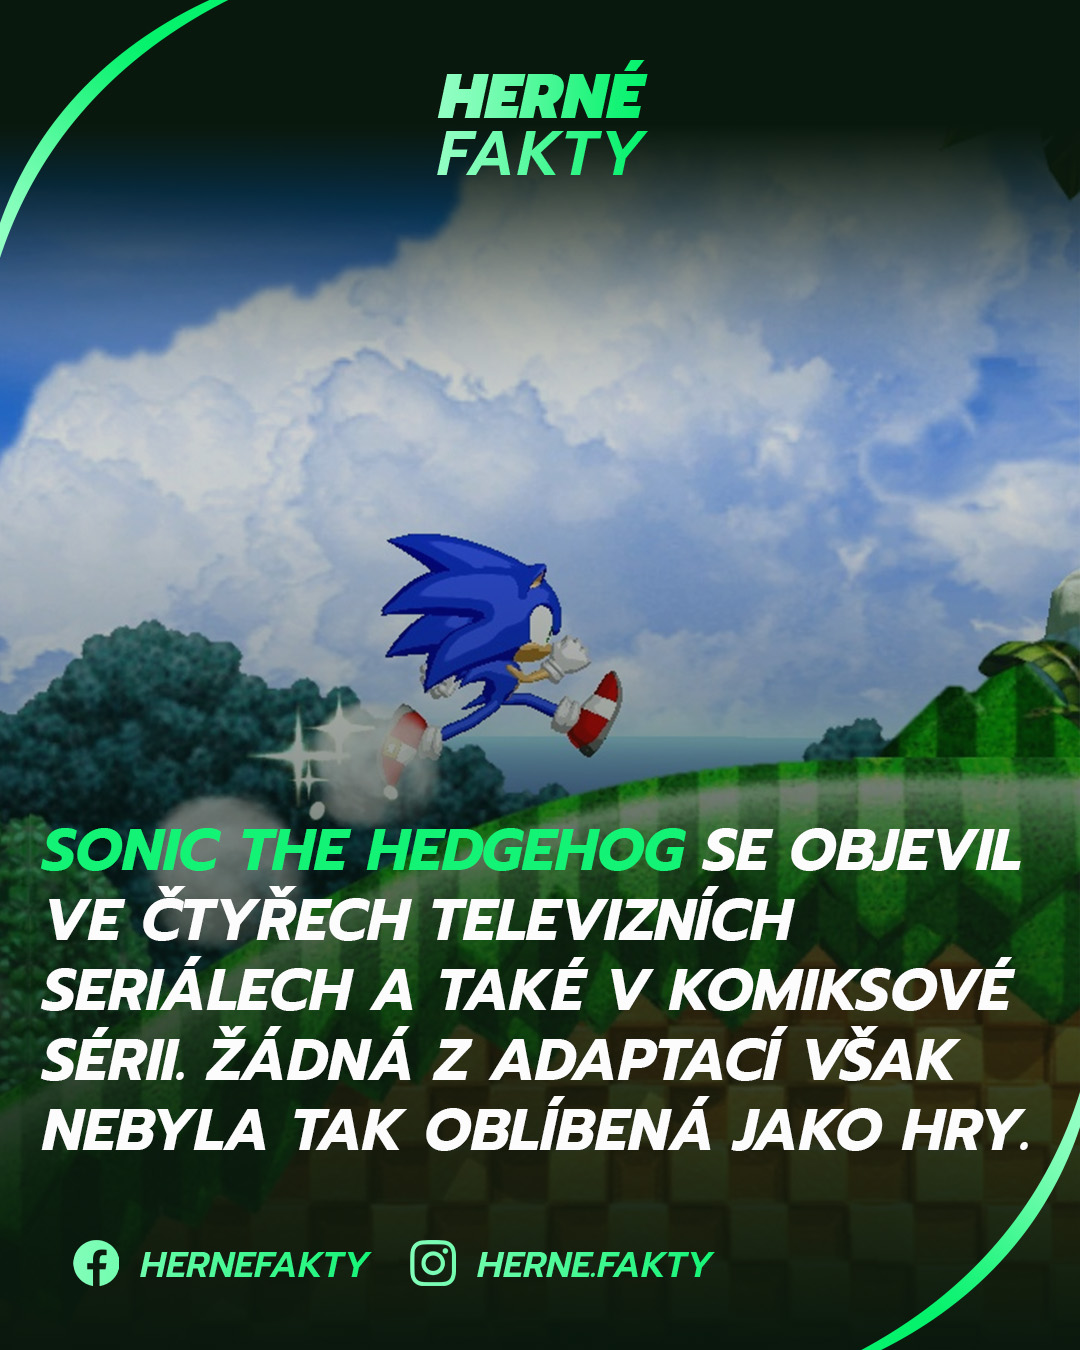 HERNÉ
FAKTY
SONIC THE HEDGEHOG SE OBJEVIL
VE ČTYŘECH TELEVIZNÍCH
SERIÁLECH A TAKÉ V KOMIKSOVÉ
SÉRII. ŽÁDNÁ Z ADAPTACÍ VŠAK
NEBYLA TAK OBLÍBENÁ JAKO HRY.
HERNEFAKTY HERNE.FAKTY